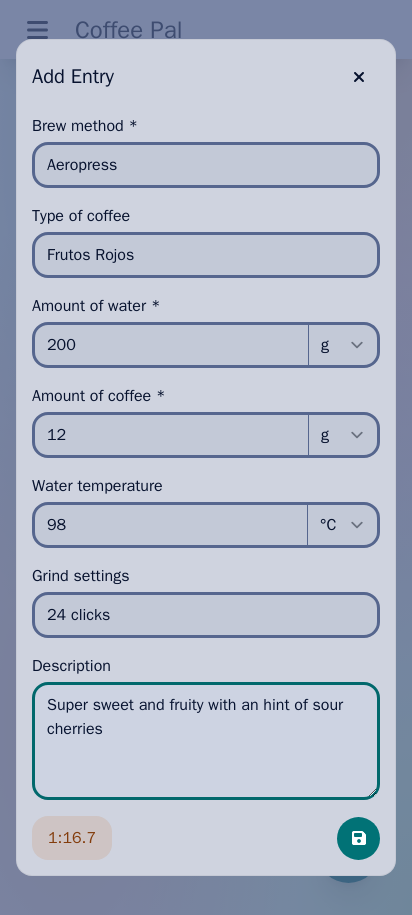 Coffee Pal
Add Entry
Brew method *
Aeropress
Type of coffee
Frutos Rojos
Amount of water *
200 g
Amount of coffee *
12 g
Water temperature
98 °C
Grind settings
24 clicks
Description
Super sweet and fruity with an hint of sour
cherries
1:16.7